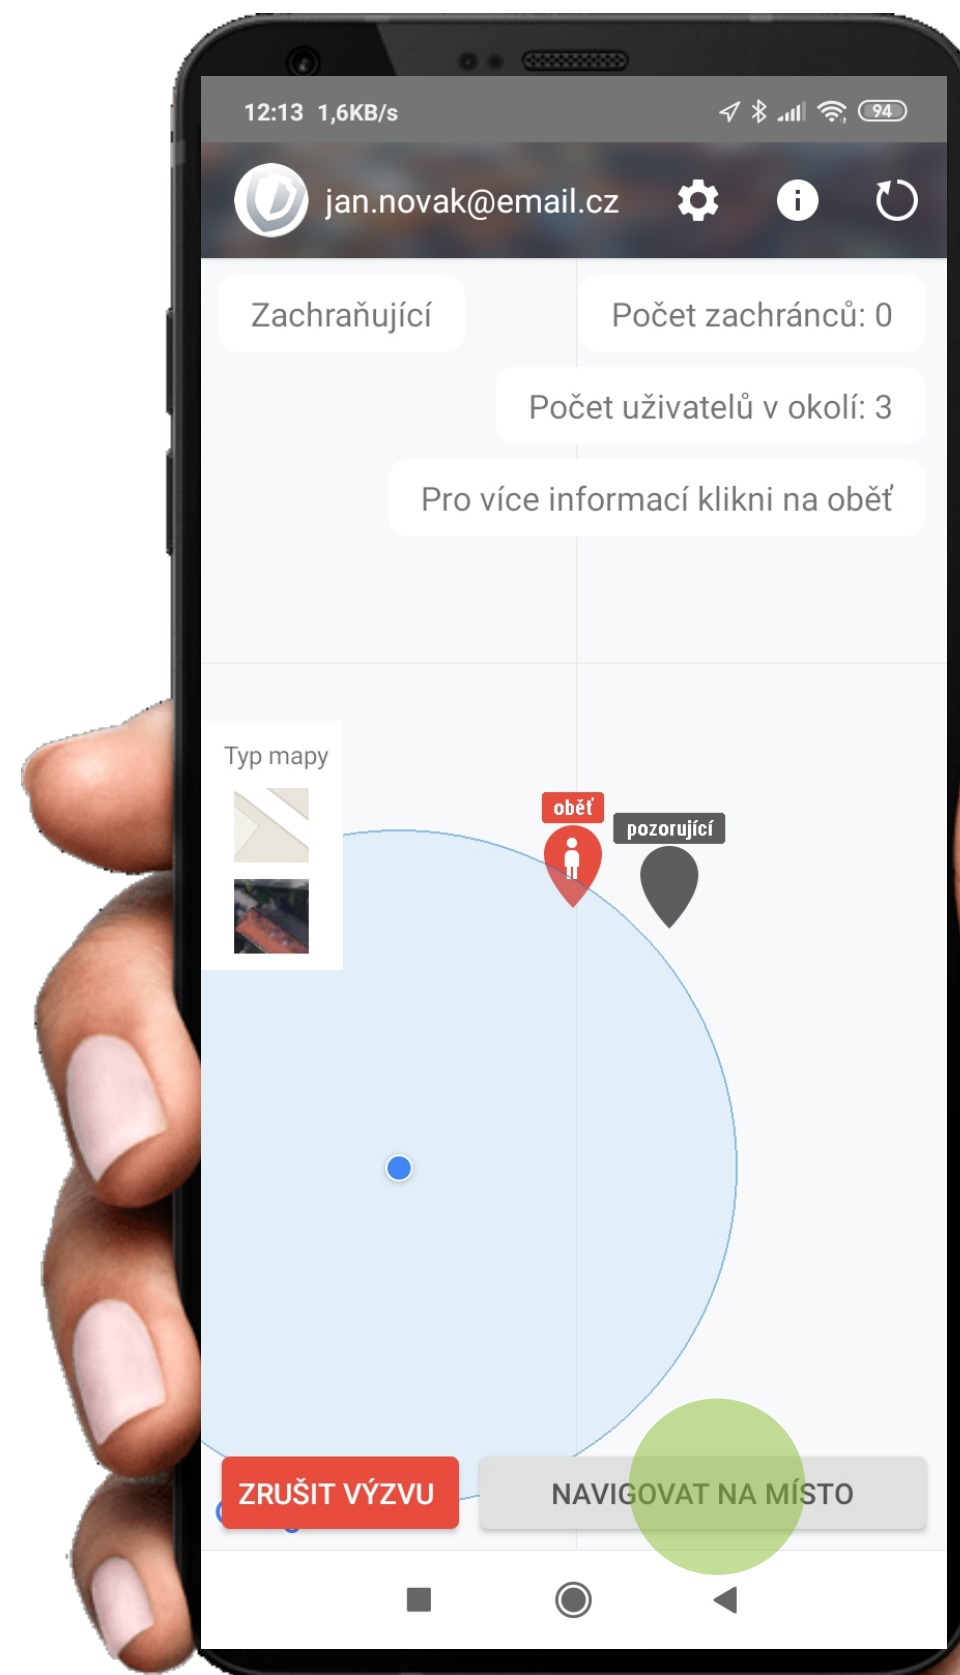 12:13 1,6KB/s
94
jan.novak@email.cz
Zachraňující
Počet zachránců: 0
Počet uživatelů v okolí: 3
Pro více informací klikni na oběť
Typ mapy
oběť
pozorující
ZRUŠIT VÝZVU
NAVIGOVAT NA MÍSTO